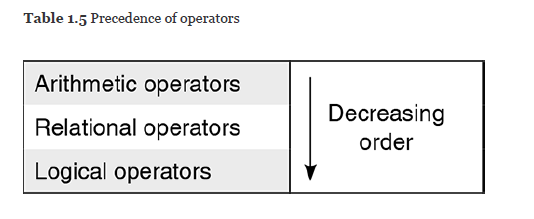 Table 1.5 Precedence of operators
Arithmetic operators
Relational operators
Logical operators
Decreasing
order